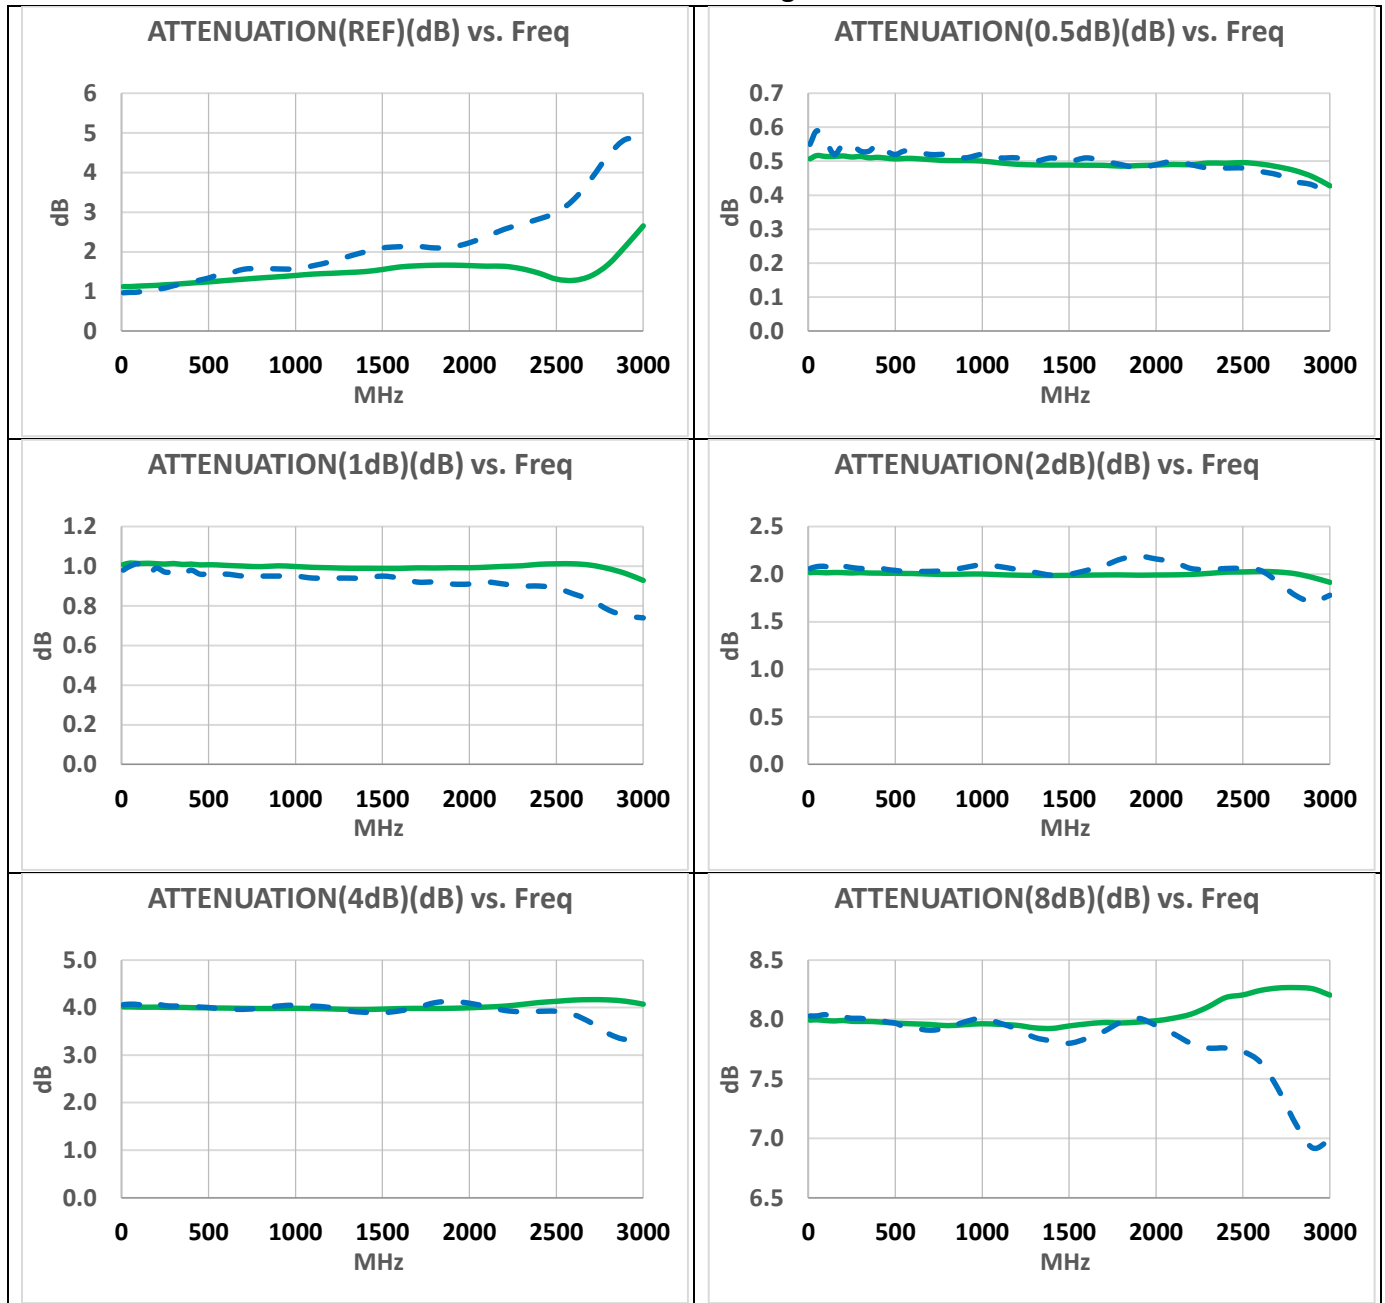 ATTENUATION(REF)(dB) vs. Freq
6
5
4
3
2
1
0
dB
0 500 1000 1500 2000 2500 3000
MHz
ATTENUATION(0.5dB)(dB) vs. Freq
0.7
0.6
0.5
0.4
0.3
0.2
0.1
0.0
dB
0 500 1000 1500 2000 2500 3000
MHz
ATTENUATION(1dB)(dB) vs. Freq
1.2
1.0
0.8
0.6
0.4
0.2
0.0
dB
0 500 1000 1500 2000 2500 3000
MHz
ATTENUATION(2dB)(dB) vs. Freq
2.5
2.0
1.5
1.0
0.5
0.0
dB
0 500 1000 1500 2000 2500 3000
MHz
ATTENUATION(4dB)(dB) vs. Freq
5.0
4.0
3.0
2.0
1.0
0.0
dB
0 500 1000 1500 2000 2500 3000
MHz
ATTENUATION(8dB)(dB) vs. Freq
8.5
8.0
7.5
7.0
6.5
dB
0 500 1000 1500 2000 2500 3000
MHz